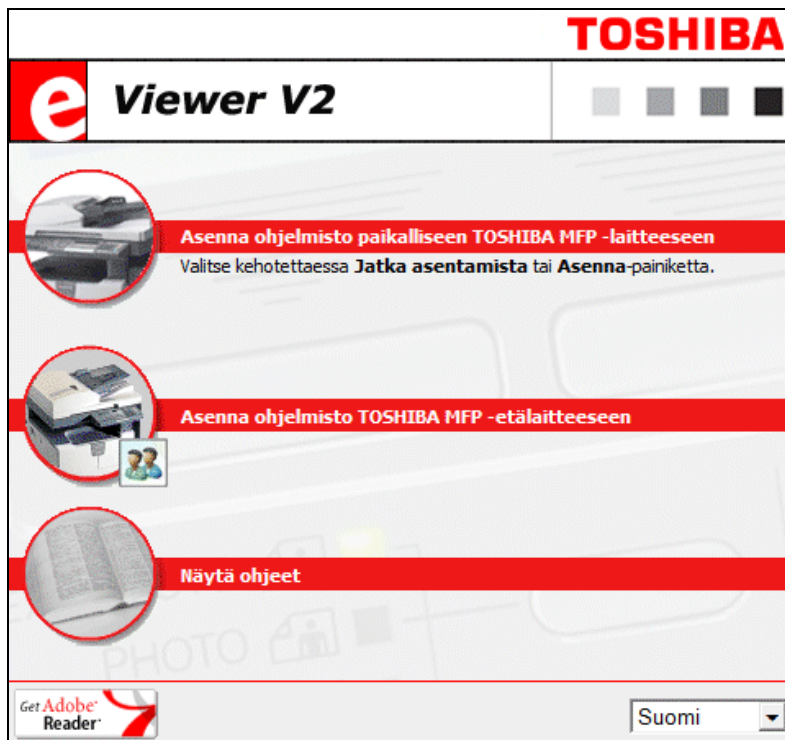 TOSHIBA
e Viewer V2
Asenna ohjelmisto paikalliseen TOSHIBA MFP -laitteeseen
Valitse kehotettaessa Jatka asentamista tai Asenna-painiketta.
Asenna ohjelmisto TOSHIBA MFP -etälaitteeseen
Näytä ohjeet
PHOTO
Get Adobe®
Reader®
Suomi